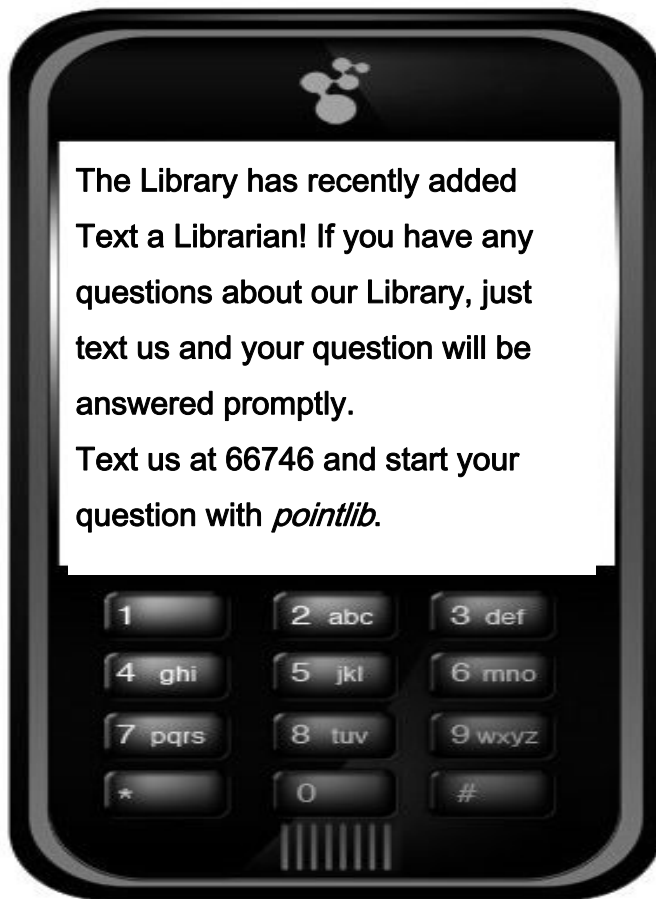 The Library has recently added
Text a Librarian! If you have any
questions about our Library, just
text us and your question will be
answered promptly.
Text us at 66746 and start your
question with pointlib.
1 2 abc 3 def
4 ghi 5 jkl 6 mno
7 pqrs 8 tuv 9 wxyz
* 0 #